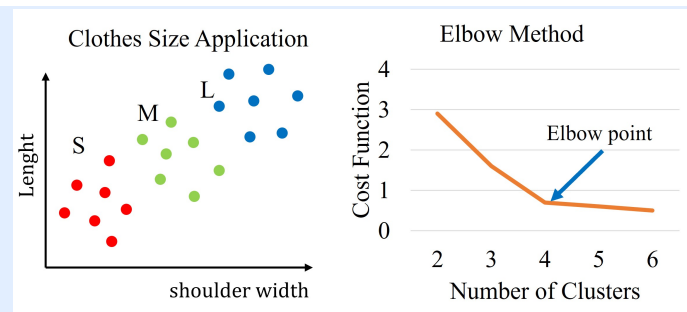 Clothes Size Application
L
M
S
Lenght
shoulder width
Elbow Method
4
3
2
1
0
Cost Function
Elbow point
2 3 4 5 6
Number of Clusters